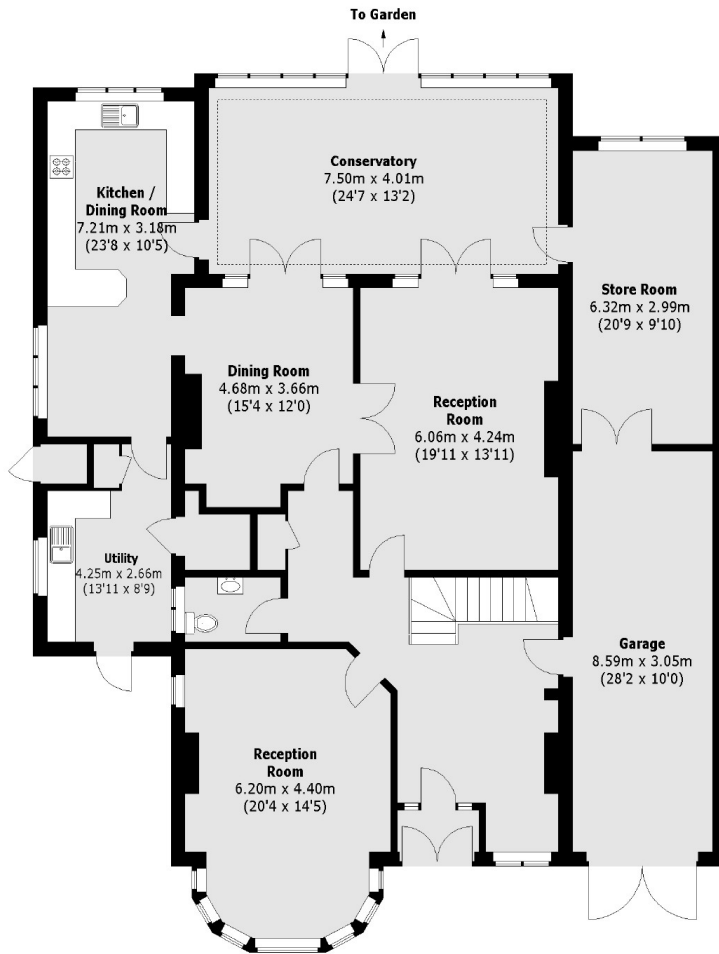 To Garden
Conservatory
7.50m x 4.01m
(24'7 x 13'2)
Kitchen /
Dining Room
7.21m x 3.18m
(23'8 x 10'5)
Store Room
6.32m x 2.99m
(20'9 x 9'10)
Dining Room
4.68m x 3.66m
(15'4 x 12'0)
Reception
Room
6.06m x 4.24m
(19'11 x 13'11)
Utility
4.25m x 2.66m
(13'11 x 8'9)
Garage
8.59m x 3.05m
(28'2 x 10'0)
Reception
Room
6.20m x 4.40m
(20'4 x 14'5)